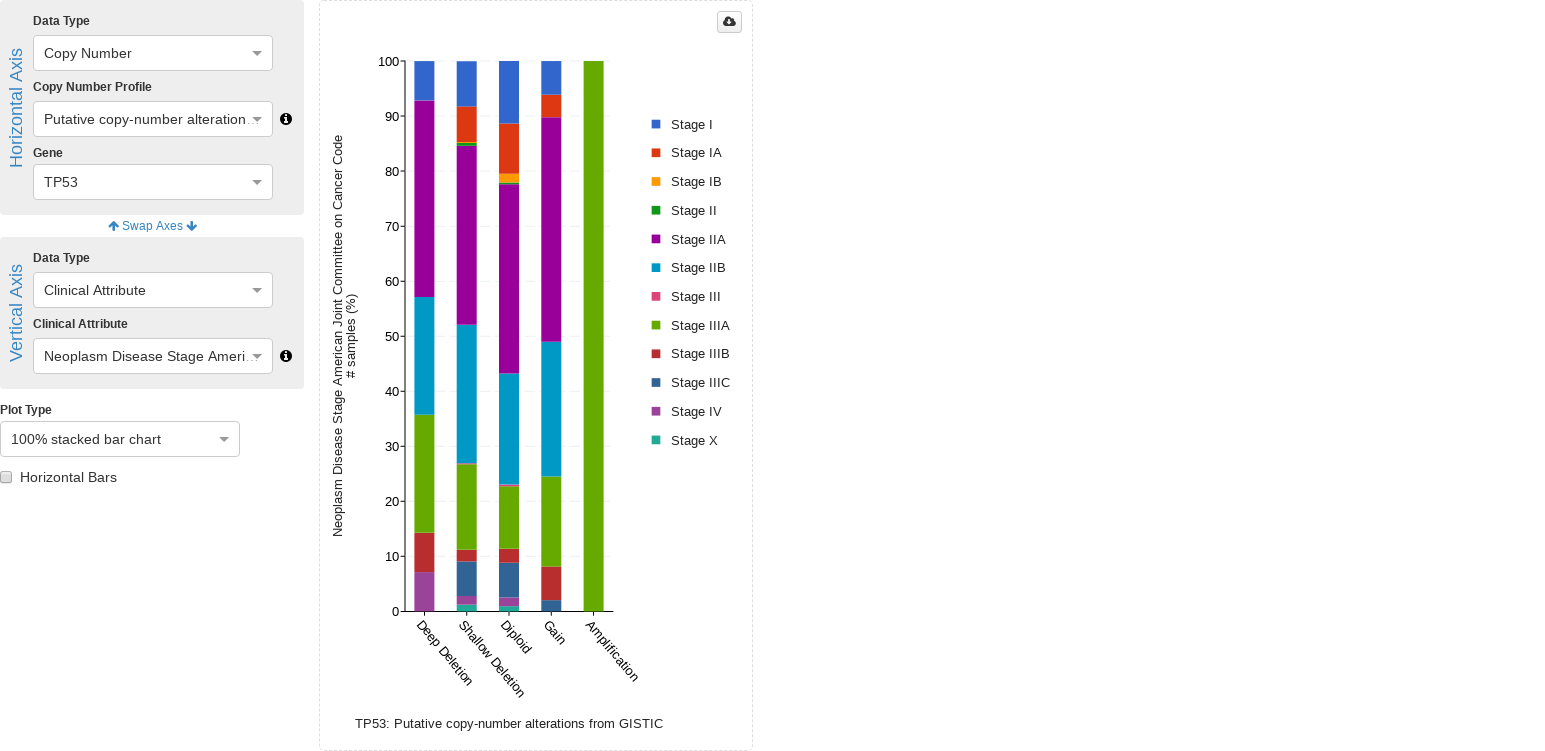 Horizontal Axis
Data Type
Copy Number
Copy Number Profile
Putative copy-number alteration…
Gene
TP53
Swap Axes
Vertical Axis
Data Type
Clinical Attribute
Clinical Attribute
Neoplasm Disease Stage Ameri…
Plot Type
100% stacked bar chart
Horizontal Bars
Neoplasm Disease Stage American Joint Committee on Cancer Code
# samples (%)
100
90
80
70
60
50
40
30
20
10
0
Deep Deletion
Shallow Deletion
Diploid
Gain
Amplification
TP53: Putative copy-number alterations from GISTIC
Stage I
Stage IA
Stage IB
Stage II
Stage IIA
Stage IIB
Stage III
Stage IIIA
Stage IIIB
Stage IIIC
Stage IV
Stage X